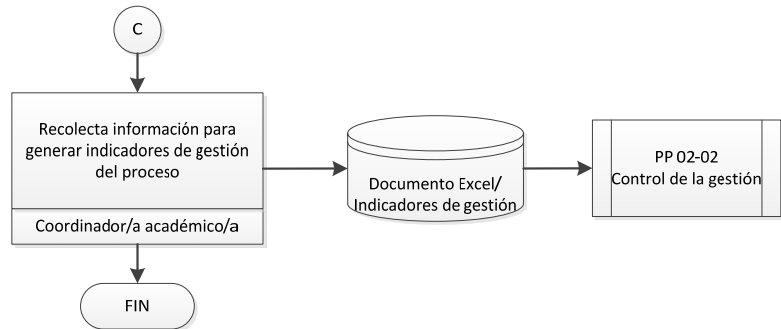 C
Recolecta información para
generar indicadores de gestión
del proceso
Coordinador/a académico/a
Documento Excel/
Indicadores de gestión
PP 02-02
Control de la gestión
FIN